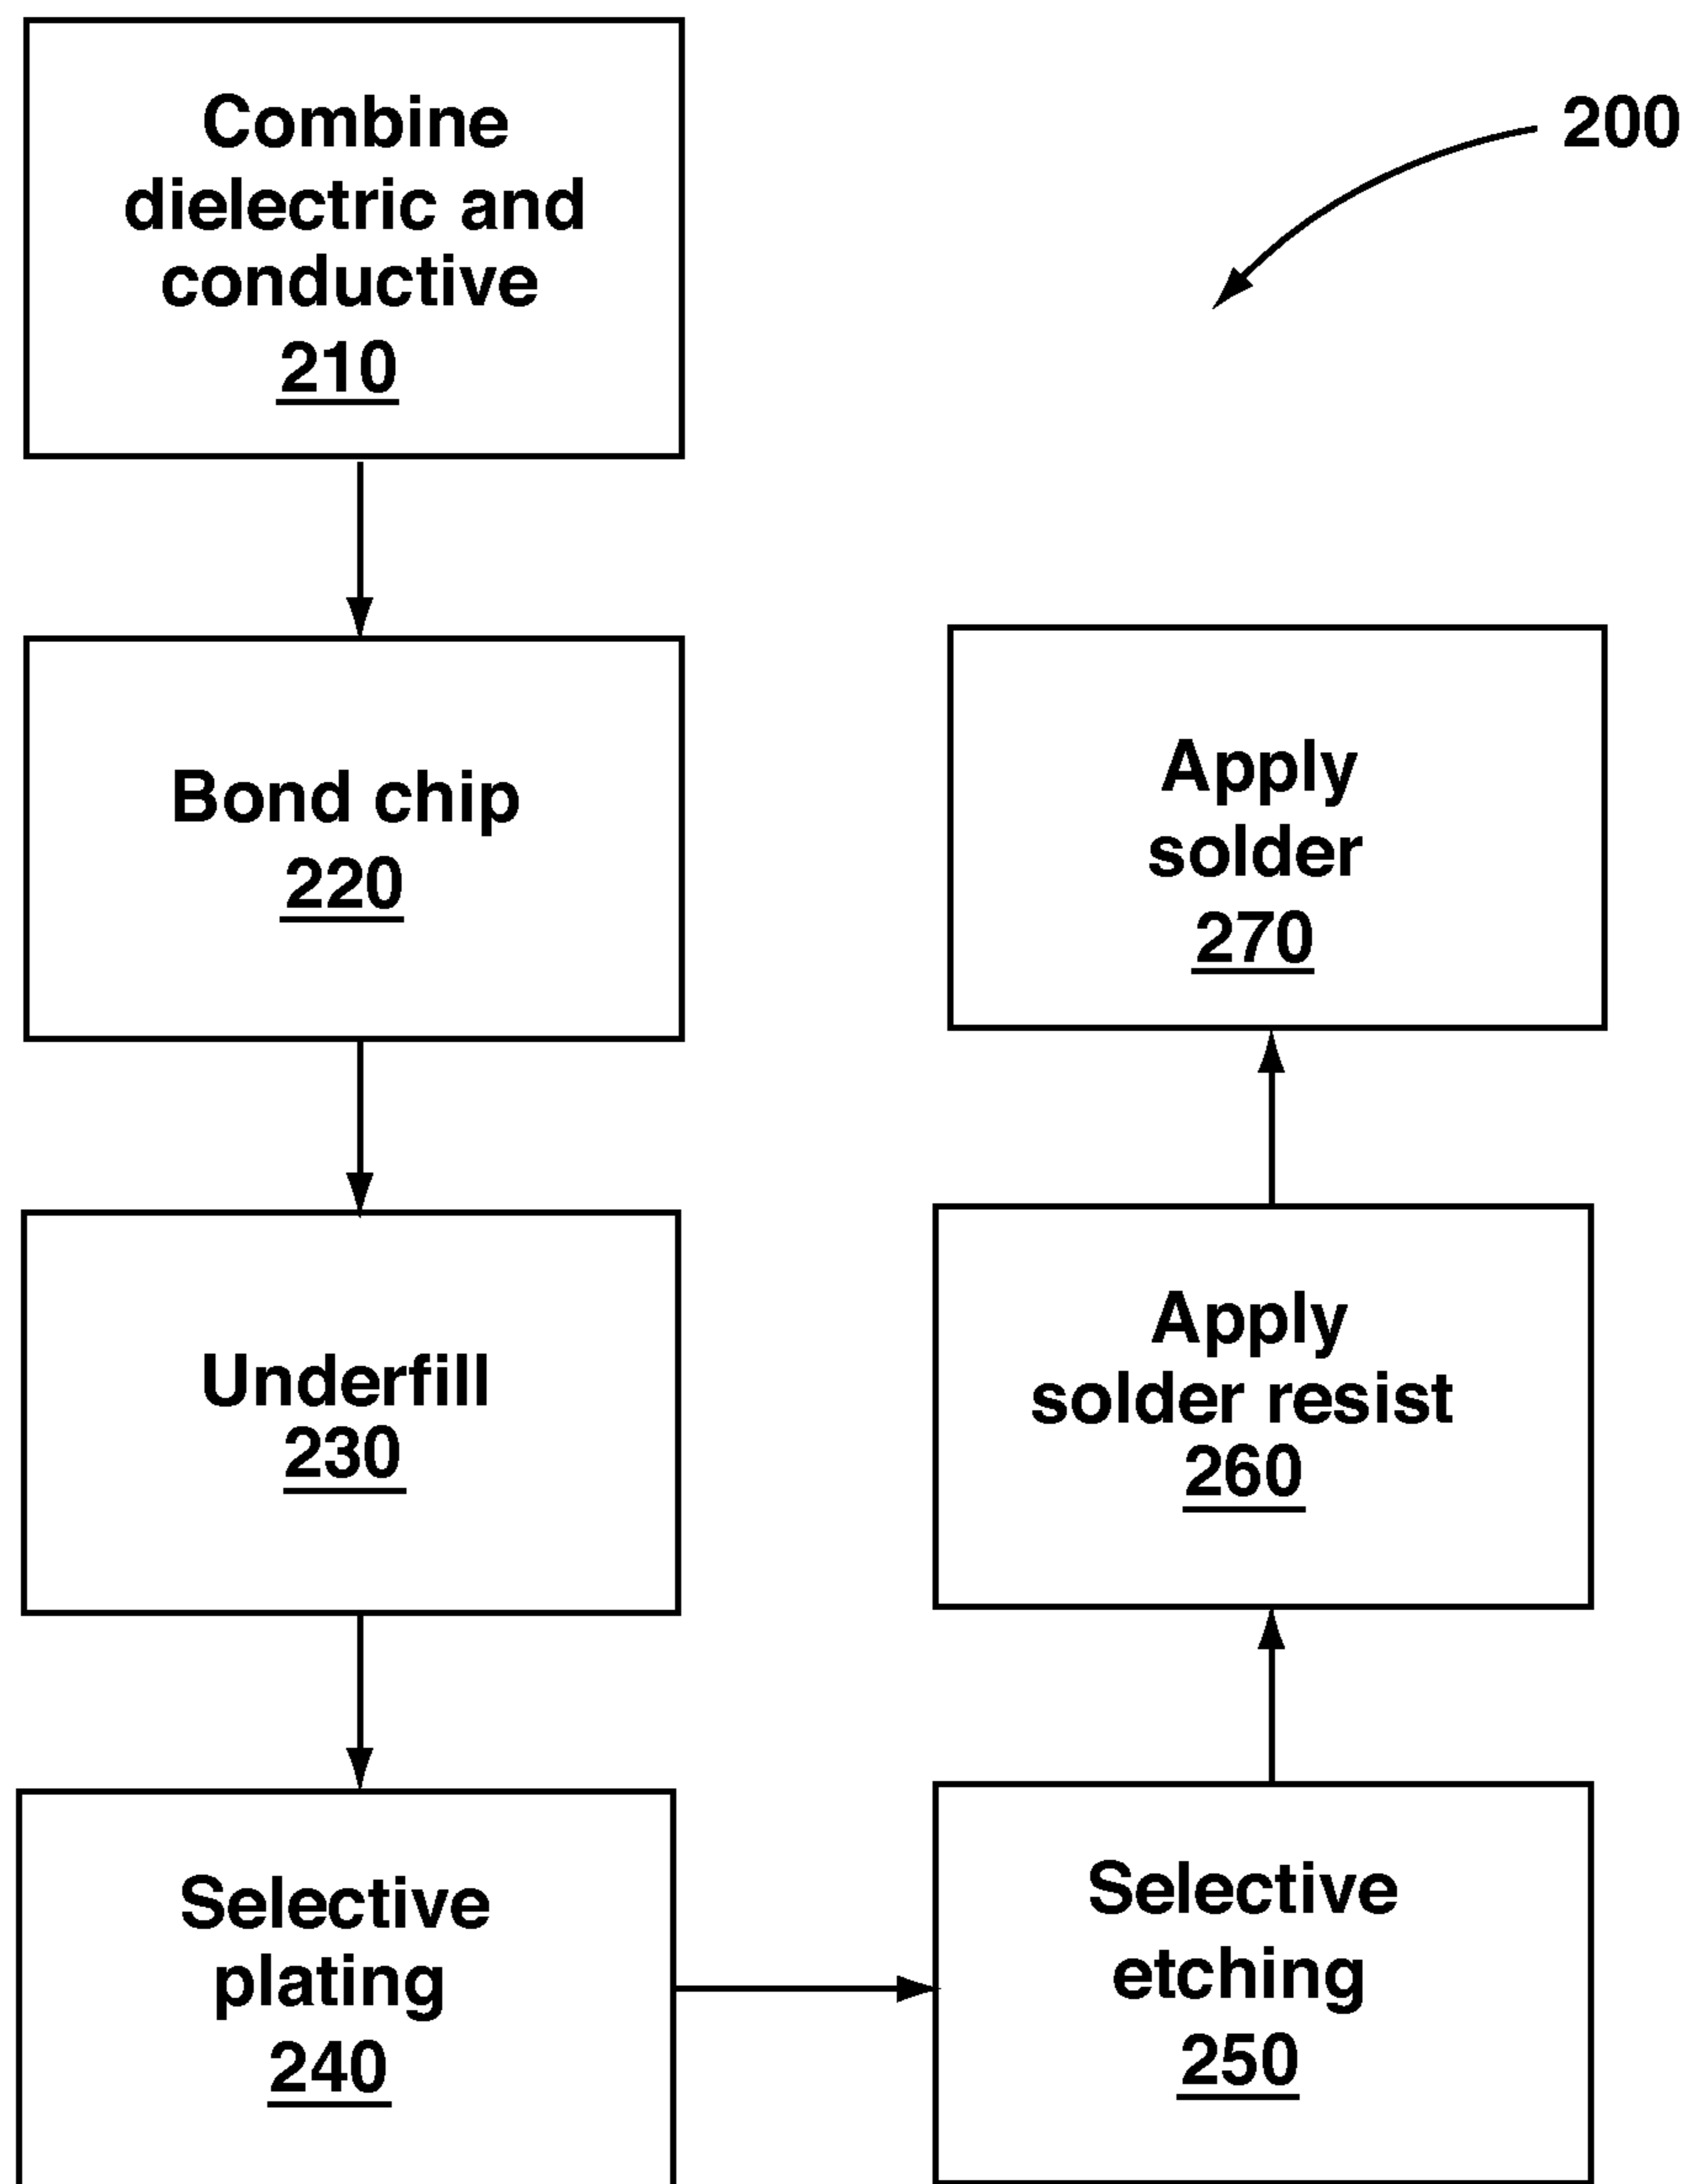 Combine
dielectric and
conductive
210
200
Bond chip
220
Underfill
230
Selective
plating
240
Selective
etching
250
Apply
solder resist
260
Apply
solder
270